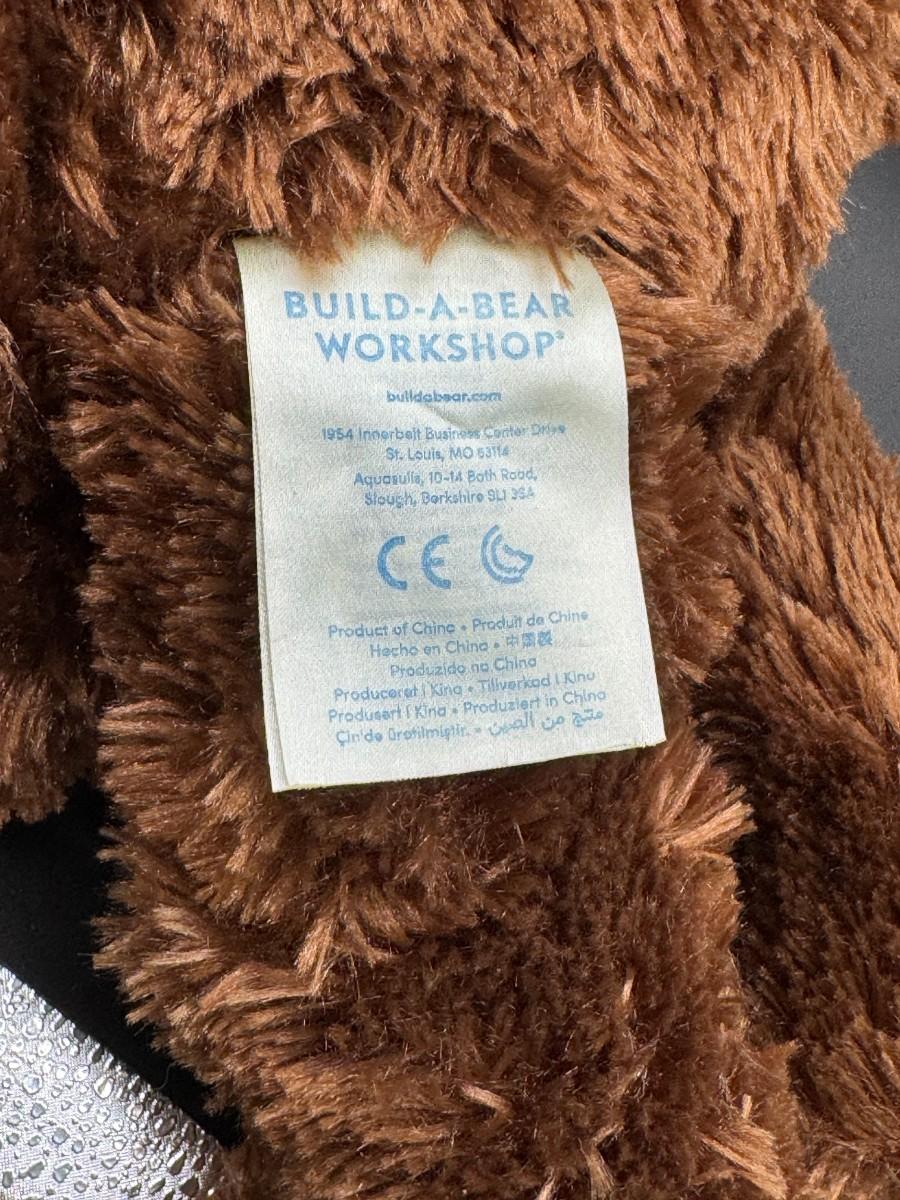 BUILD-A-BEAR
WORKSHOP®
buildabear.com
1954 Innerbelt Business Center Drive
St. Louis, MO 63114
Aquasulis, 10-14 Bath Road,
Slough, Berkshire SL1 3SA
CE
Product of China • Produit de Chine
Hecho en China • 中国製
Produzido na China
Produceret i Kina • Tillverkad i Kina
Produsert i Kina • Produziert in China
Çin'de üretilmiştir. • منتج من الصين